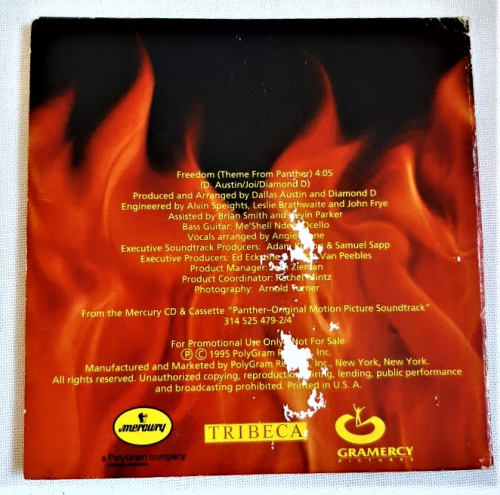 Freedom (Theme From Panther) 4:05
(D. Austin/Joi/Diamond D)
Produced and Arranged by Dallas Austin and Diamond D
Engineered by Alvin Speights, Leslie Brathwaite and John Frye
Assisted by Brian Smith and Kevin Parker
Bass Guitar: Me'Shell
Vocals arranged by Angie
Executive Soundtrack Producers: & Samuel Sapp
Executive Producers: Ed Van Peebles
Product Manager: Zieman
Product Coordinator: Rachel Mintz
Photography: Arnold Turner
From the Mercury CD & Cassette "Panther–Original Motion Picture Soundtrack"
314 525 479-2/4
For Promotional Use Only Not For Sale
Ⓟ © 1995 PolyGram Inc.
Manufactured and Marketed by PolyGram Inc., New York, New York.
All rights reserved. Unauthorized copying, reproduction, lending, public performance
and broadcasting prohibited. Printed in U. S. A.
mercury
a PolyGram company
TRIBECA
GRAMERCY
PICTURES